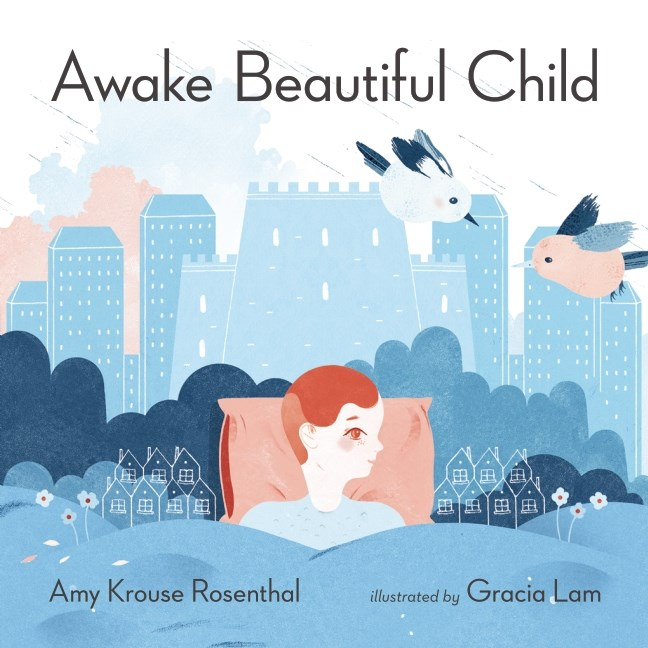 Awake Beautiful Child
Amy Krouse Rosenthal
illustrated by Gracia Lam